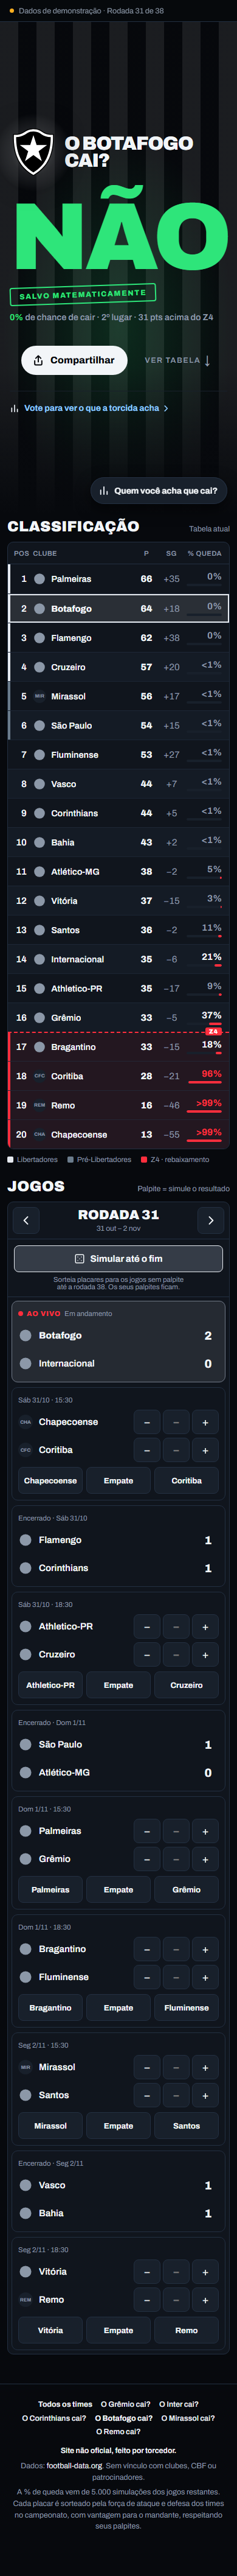 Dados de demonstração · Rodada 31 de 38
O BOTAFOGO
CAI?
NÃO
SALVO MATEMATICAMENTE
0% de chance de cair · 2º lugar · 31 pts acima do Z4
Compartilhar
VER TABELA ↓
Vote para ver o que a torcida acha
Quem você acha que cai?
CLASSIFICAÇÃO
Tabela atual
POS CLUBE P SG % QUEDA
1 Palmeiras 66 +35 0%
2 Botafogo 64 +18 0%
3 Flamengo 62 +38 0%
4 Cruzeiro 57 +20 <1%
5 MIR Mirassol 56 +17 <1%
6 São Paulo 54 +15 <1%
7 Fluminense 53 +27 <1%
8 Vasco 44 +7 <1%
9 Corinthians 44 +5 <1%
10 Bahia 43 +2 <1%
11 Atlético-MG 38 −2 5%
12 Vitória 37 −15 3%
13 Santos 36 −2 11%
14 Internacional 35 −6 21%
15 Athletico-PR 35 −17 9%
16 Grêmio 33 −5 37%
Z4
17 Bragantino 33 −15 18%
18 CFC Coritiba 28 −21 96%
19 REM Remo 16 −46 >99%
20 CHA Chapecoense 13 −55 >99%
Libertadores Pré-Libertadores Z4 · rebaixamento
JOGOS
Palpite = simule o resultado
RODADA 31
31 out – 2 nov
Simular até o fim
Sorteia placares para os jogos sem palpite
até a rodada 38. Os seus palpites ficam.
AO VIVO Em andamento
Botafogo 2
Internacional 0
Sáb 31/10 · 15:30
CHA Chapecoense − – +
CFC Coritiba − – +
Chapecoense Empate Coritiba
Encerrado · Sáb 31/10
Flamengo 1
Corinthians 1
Sáb 31/10 · 18:30
Athletico-PR − – +
Cruzeiro − – +
Athletico-PR Empate Cruzeiro
Encerrado · Dom 1/11
São Paulo 1
Atlético-MG 0
Dom 1/11 · 15:30
Palmeiras − – +
Grêmio − – +
Palmeiras Empate Grêmio
Dom 1/11 · 18:30
Bragantino − – +
Fluminense − – +
Bragantino Empate Fluminense
Seg 2/11 · 15:30
MIR Mirassol − – +
Santos − – +
Mirassol Empate Santos
Encerrado · Seg 2/11
Vasco 1
Bahia 1
Seg 2/11 · 18:30
Vitória − – +
REM Remo − – +
Vitória Empate Remo
Todos os times O Grêmio cai? O Inter cai?
O Corinthians cai? O Botafogo cai? O Mirassol cai?
O Remo cai?
Site não oficial, feito por torcedor.
Dados: football-data.org. Sem vínculo com clubes, CBF ou
patrocinadores.
A % de queda vem de 5.000 simulações dos jogos restantes.
Cada placar é sorteado pela força de ataque e defesa dos times
no campeonato, com vantagem para o mandante, respeitando
seus palpites.